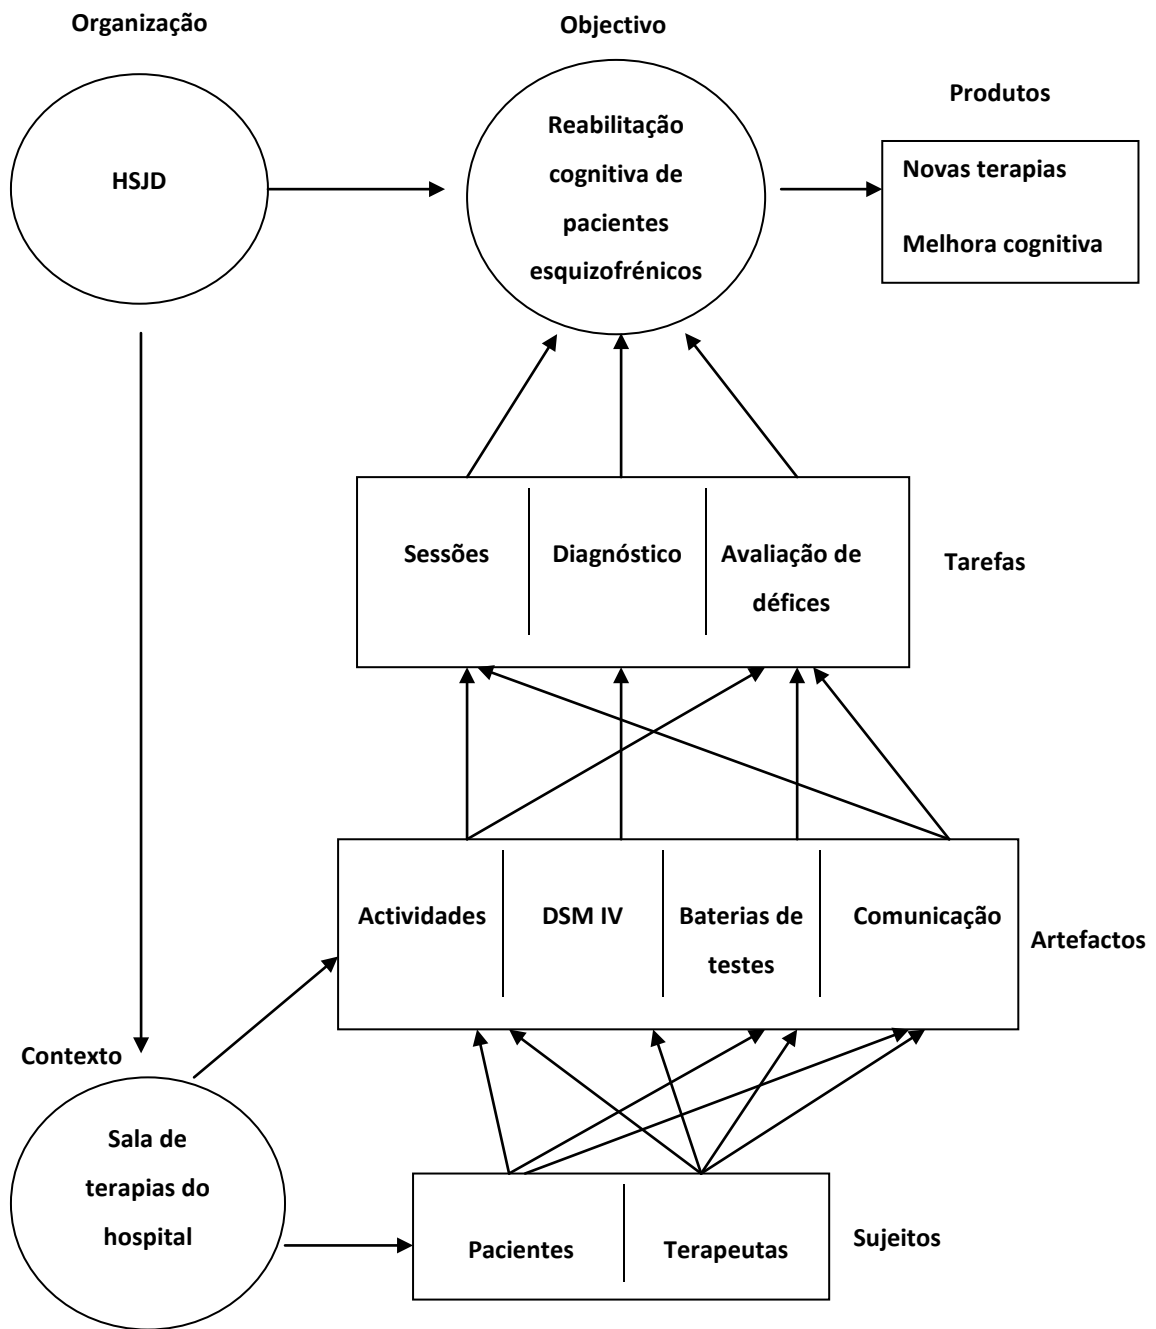 Organização
Objectivo
Produtos
HSJD
Reabilitação
cognitiva de
pacientes
esquizofrénicos
Novas terapias
Melhora cognitiva
Sessões
Diagnóstico
Avaliação de
défices
Tarefas
Actividades
DSM IV
Baterias de
testes
Comunicação
Artefactos
Contexto
Sala de
terapias do
hospital
Pacientes
Terapeutas
Sujeitos